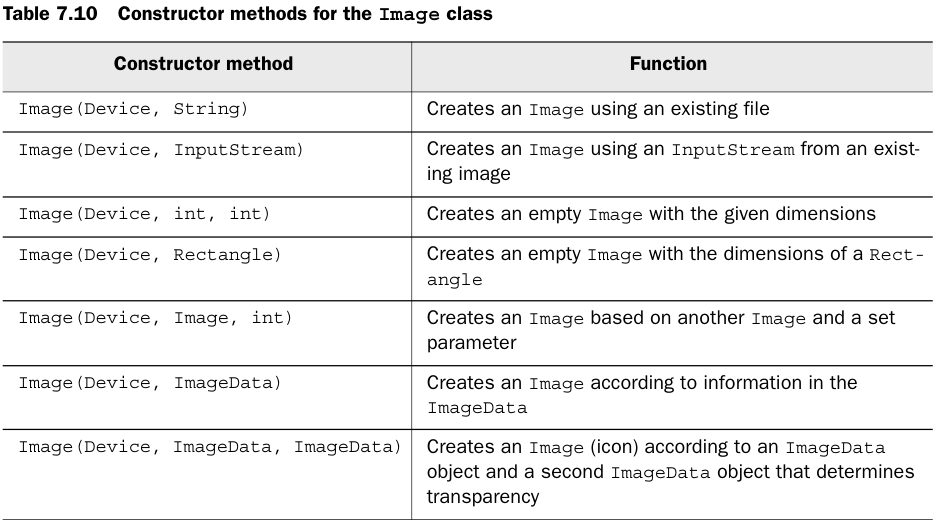 Table 7.10 Constructor methods for the Image class
Constructor method Function
Image(Device, String) Creates an Image using an existing file
Image(Device, InputStream) Creates an Image using an InputStream from an exist-
ing image
Image(Device, int, int) Creates an empty Image with the given dimensions
Image(Device, Rectangle) Creates an empty Image with the dimensions of a Rect-
angle
Image(Device, Image, int) Creates an Image based on another Image and a set
parameter
Image(Device, ImageData) Creates an Image according to information in the
ImageData
Image(Device, ImageData, ImageData) Creates an Image (icon) according to an ImageData
object and a second ImageData object that determines
transparency